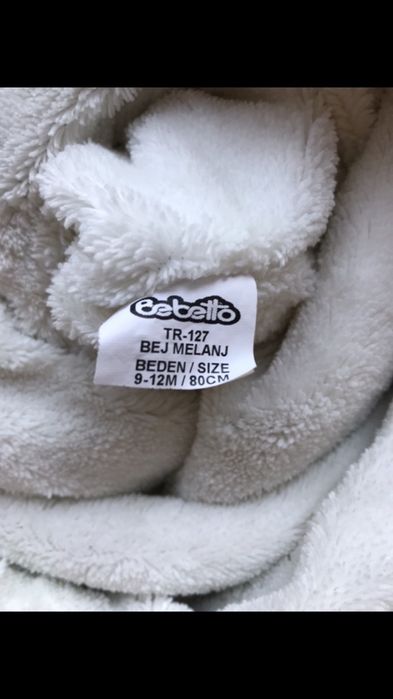 Bebetto
TR-127
BEJ MELANJ
BEDEN / SIZE
9-12M / 80CM